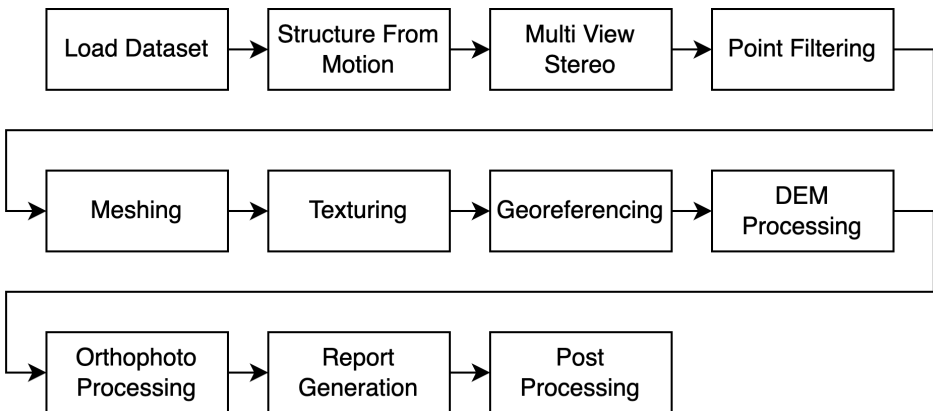 Load Dataset
Structure From
Motion
Multi View
Stereo
Point Filtering
Meshing
Texturing
Georeferencing
DEM
Processing
Orthophoto
Processing
Report
Generation
Post
Processing